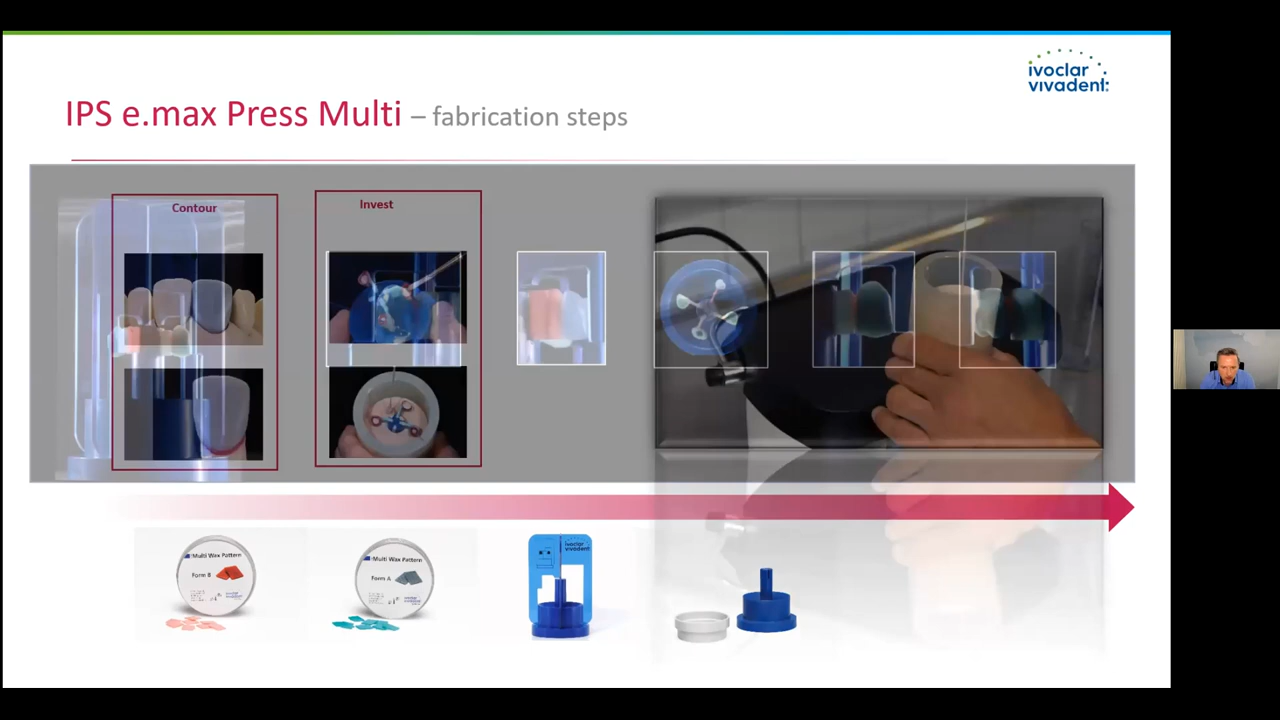 ivoclar
vivadent:
IPS e.max Press Multi – fabrication steps
Contour
Invest
Multi Wax Pattern
Form B
Multi Wax Pattern
Form A
ivoclar
vivadent